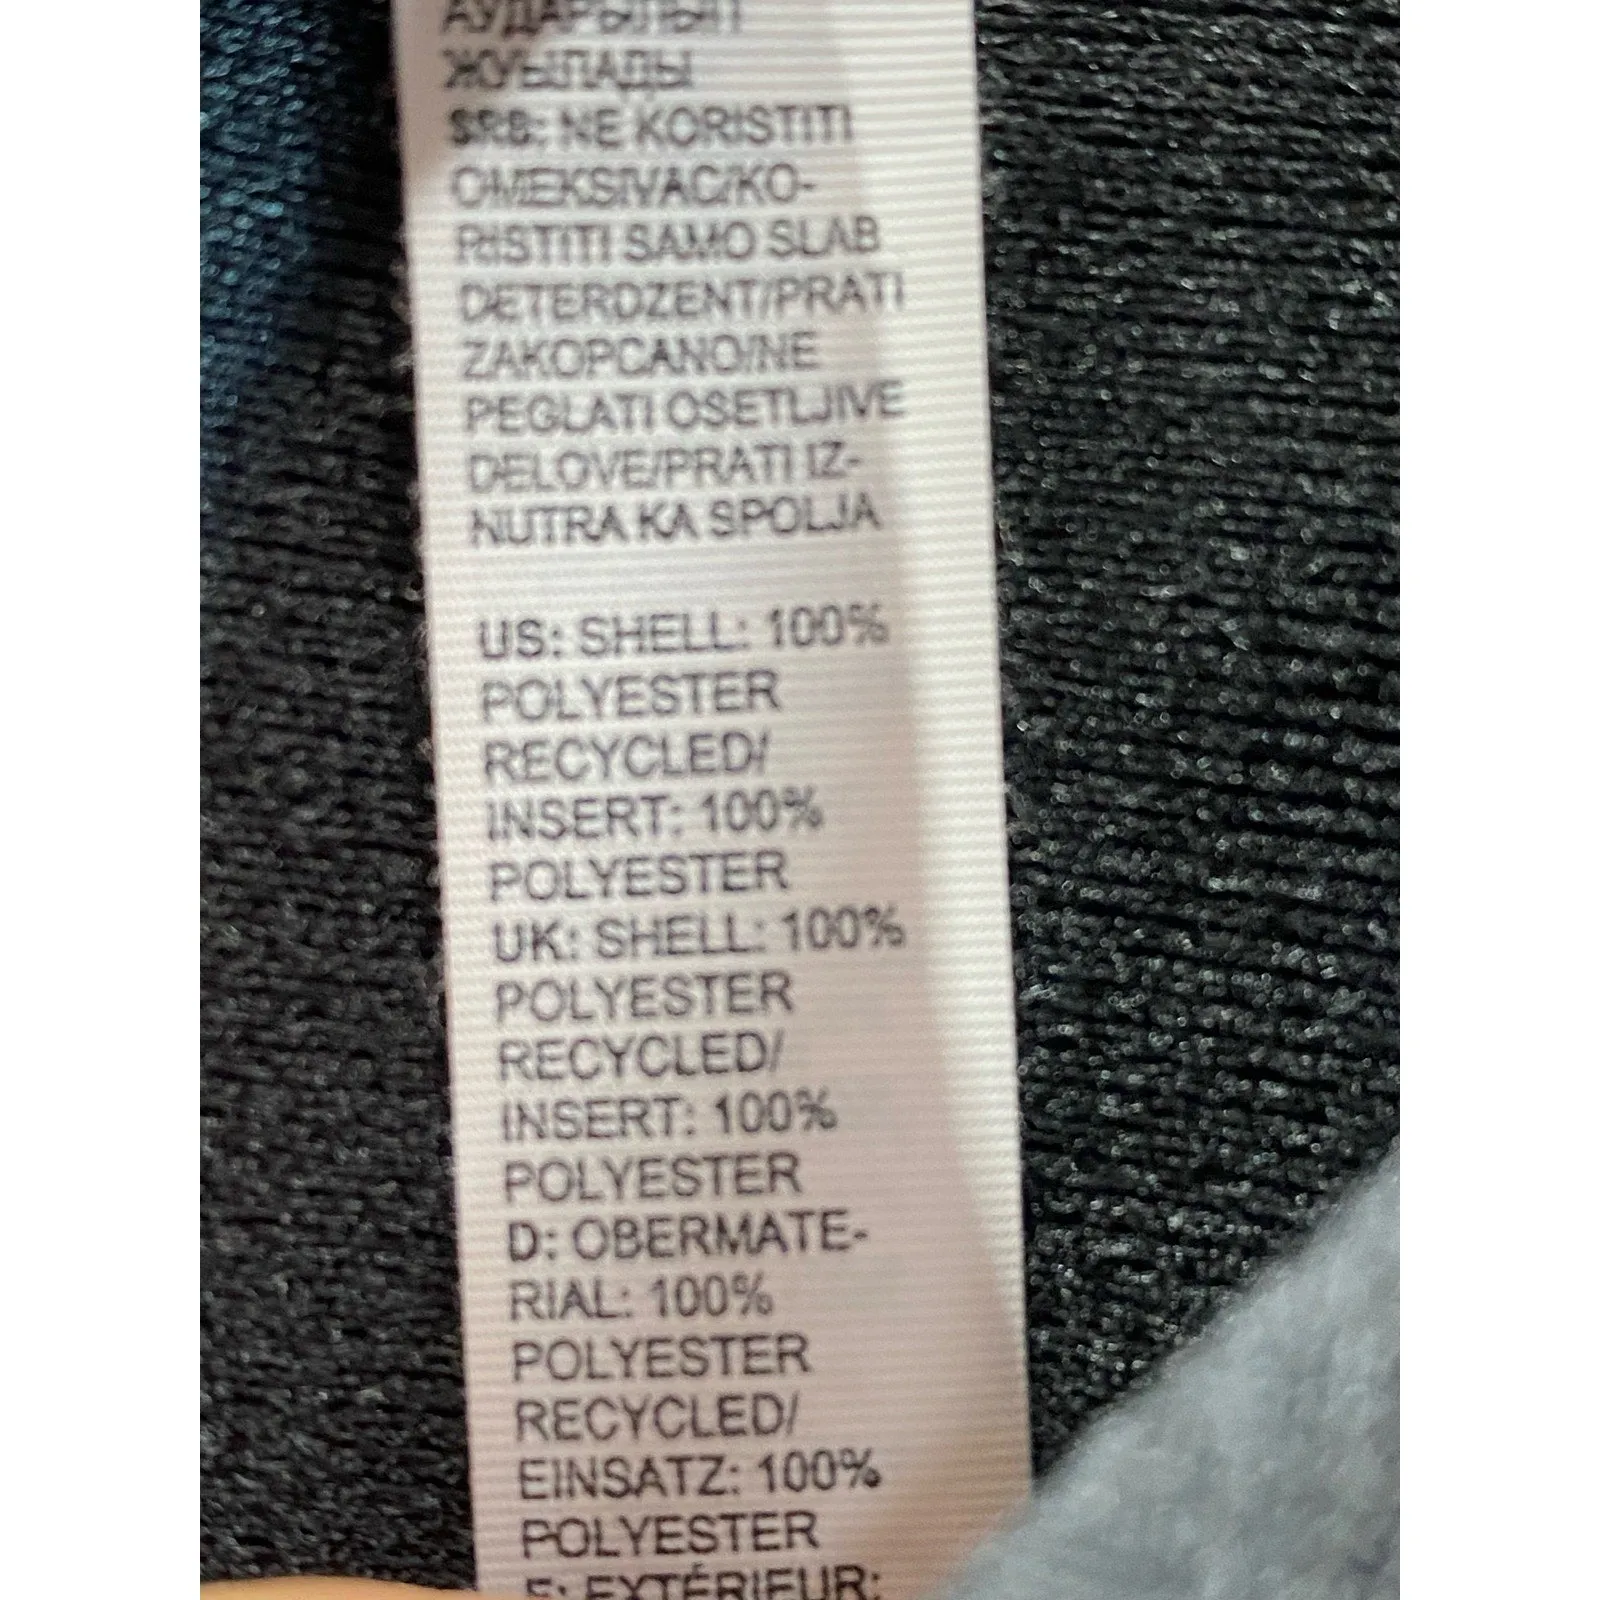 АУДАРЫЛЫП
ЖУЫЛАДЫ
SRB: NE KORISTITI
OMEKSIVAC/KO-
RISTITI SAMO SLAB
DETERDZENT/PRATI
ZAKOPCANO/NE
PEGLATI OSETLJIVE
DELOVE/PRATI IZ-
NUTRA KA SPOLJA
US: SHELL: 100%
POLYESTER
RECYCLED/
INSERT: 100%
POLYESTER
UK: SHELL: 100%
POLYESTER
RECYCLED/
INSERT: 100%
POLYESTER
D: OBERMATE-
RIAL: 100%
POLYESTER
RECYCLED/
EINSATZ: 100%
POLYESTER
F: EXTÉRIEUR: